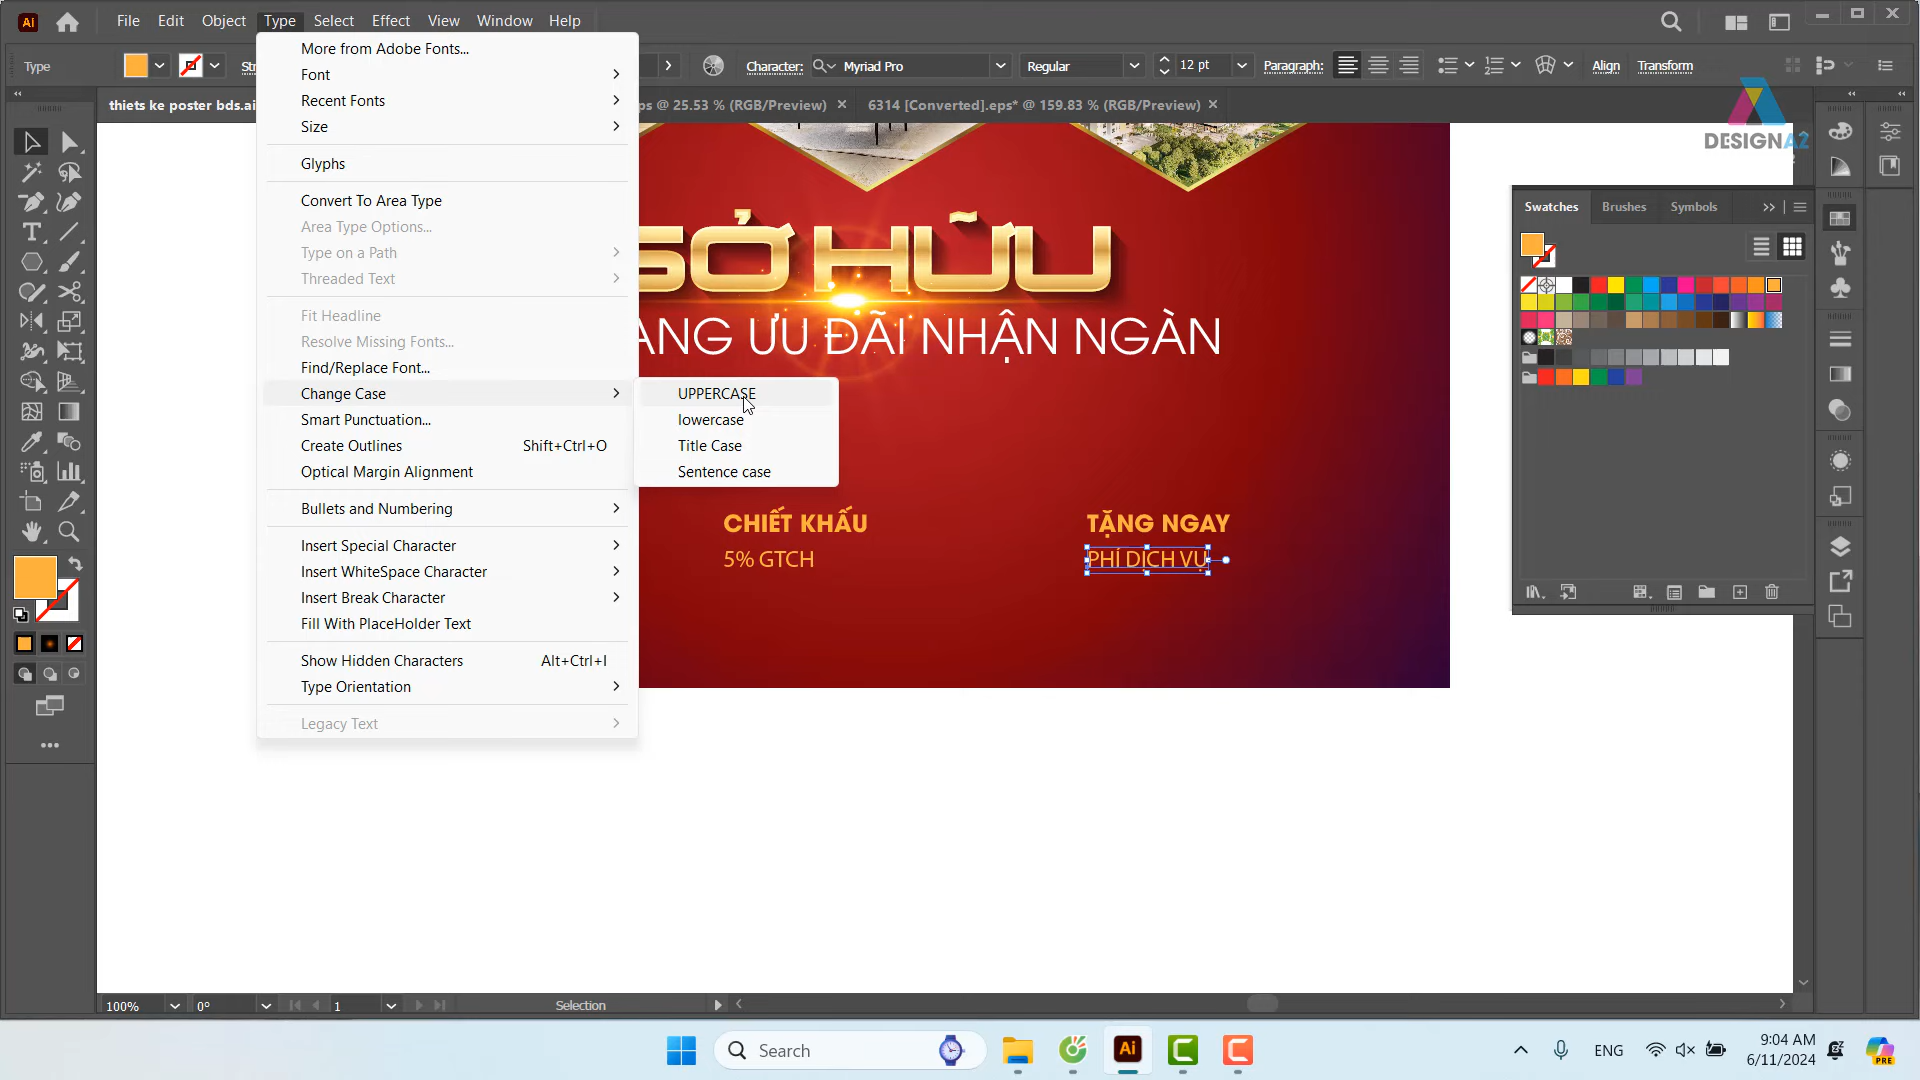 Ai
File
Edit
Object
Type
Select
Effect
View
Window
Help
Type
Character:
Myriad Pro
Regular
12 pt
Paragraph:
Align
Transform
thiets ke poster bds.ai
ps @ 25.53 % (RGB/Preview)
6314 [Converted].eps* @ 159.83 % (RGB/Preview)
DESIGNA2
More from Adobe Fonts...
Font
Recent Fonts
Size
Glyphs
Convert To Area Type
Area Type Options...
Type on a Path
Threaded Text
Fit Headline
Resolve Missing Fonts...
Find/Replace Font...
Change Case
Smart Punctuation...
Create Outlines Shift+Ctrl+O
Optical Margin Alignment
Bullets and Numbering
Insert Special Character
Insert WhiteSpace Character
Insert Break Character
Fill With PlaceHolder Text
Show Hidden Characters Alt+Ctrl+I
Type Orientation
Legacy Text
UPPERCASE
lowercase
Title Case
Sentence case
SỞ HỮU
ANG ƯU ĐÃI NHẬN NGÀN
CHIẾT KHẤU
5% GTCH
TẶNG NGAY
PHÍ DỊCH VỤ
Swatches
Brushes
Symbols
100%
0°
1
Selection
Search
Ai
ENG
9:04 AM
6/11/2024
PRE